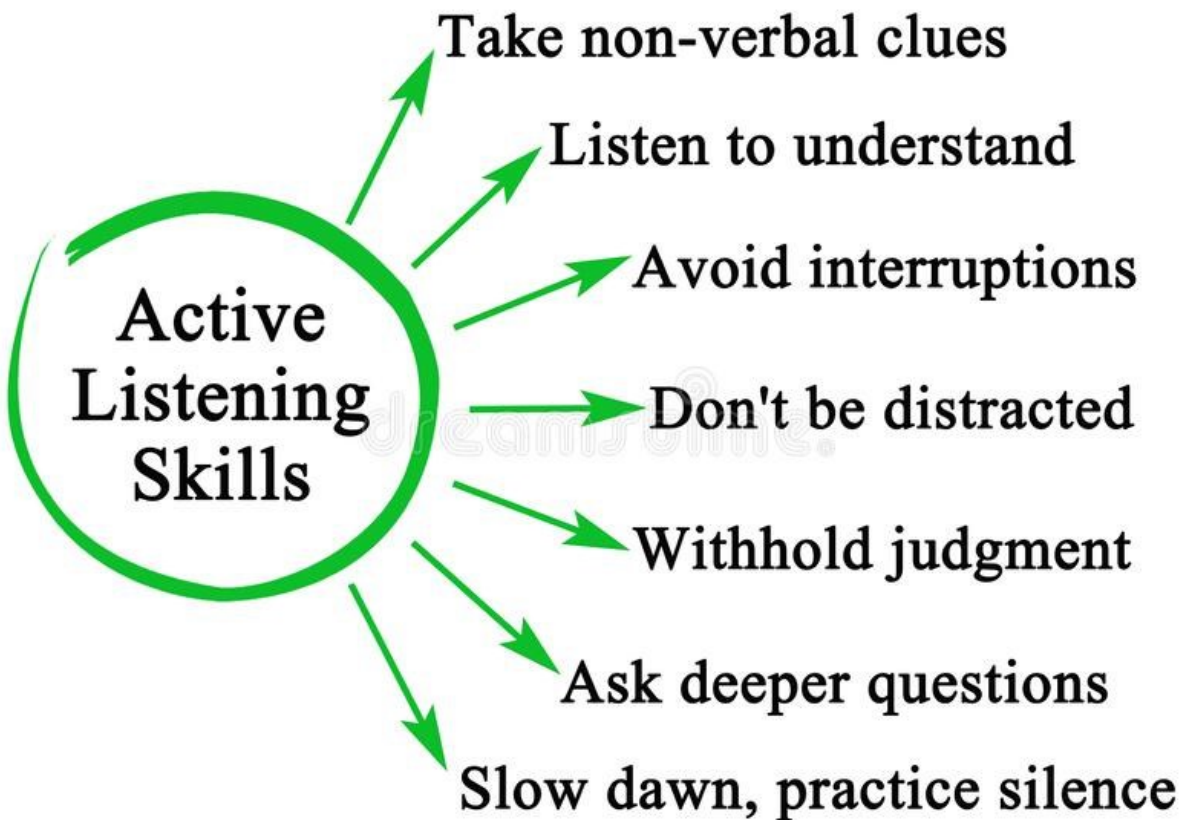 Take non-verbal clues
Listen to understand
Avoid interruptions
Active
Listening
Skills
Don't be distracted
Withhold judgment
Ask deeper questions
Slow dawn, practice silence
dreamstime.